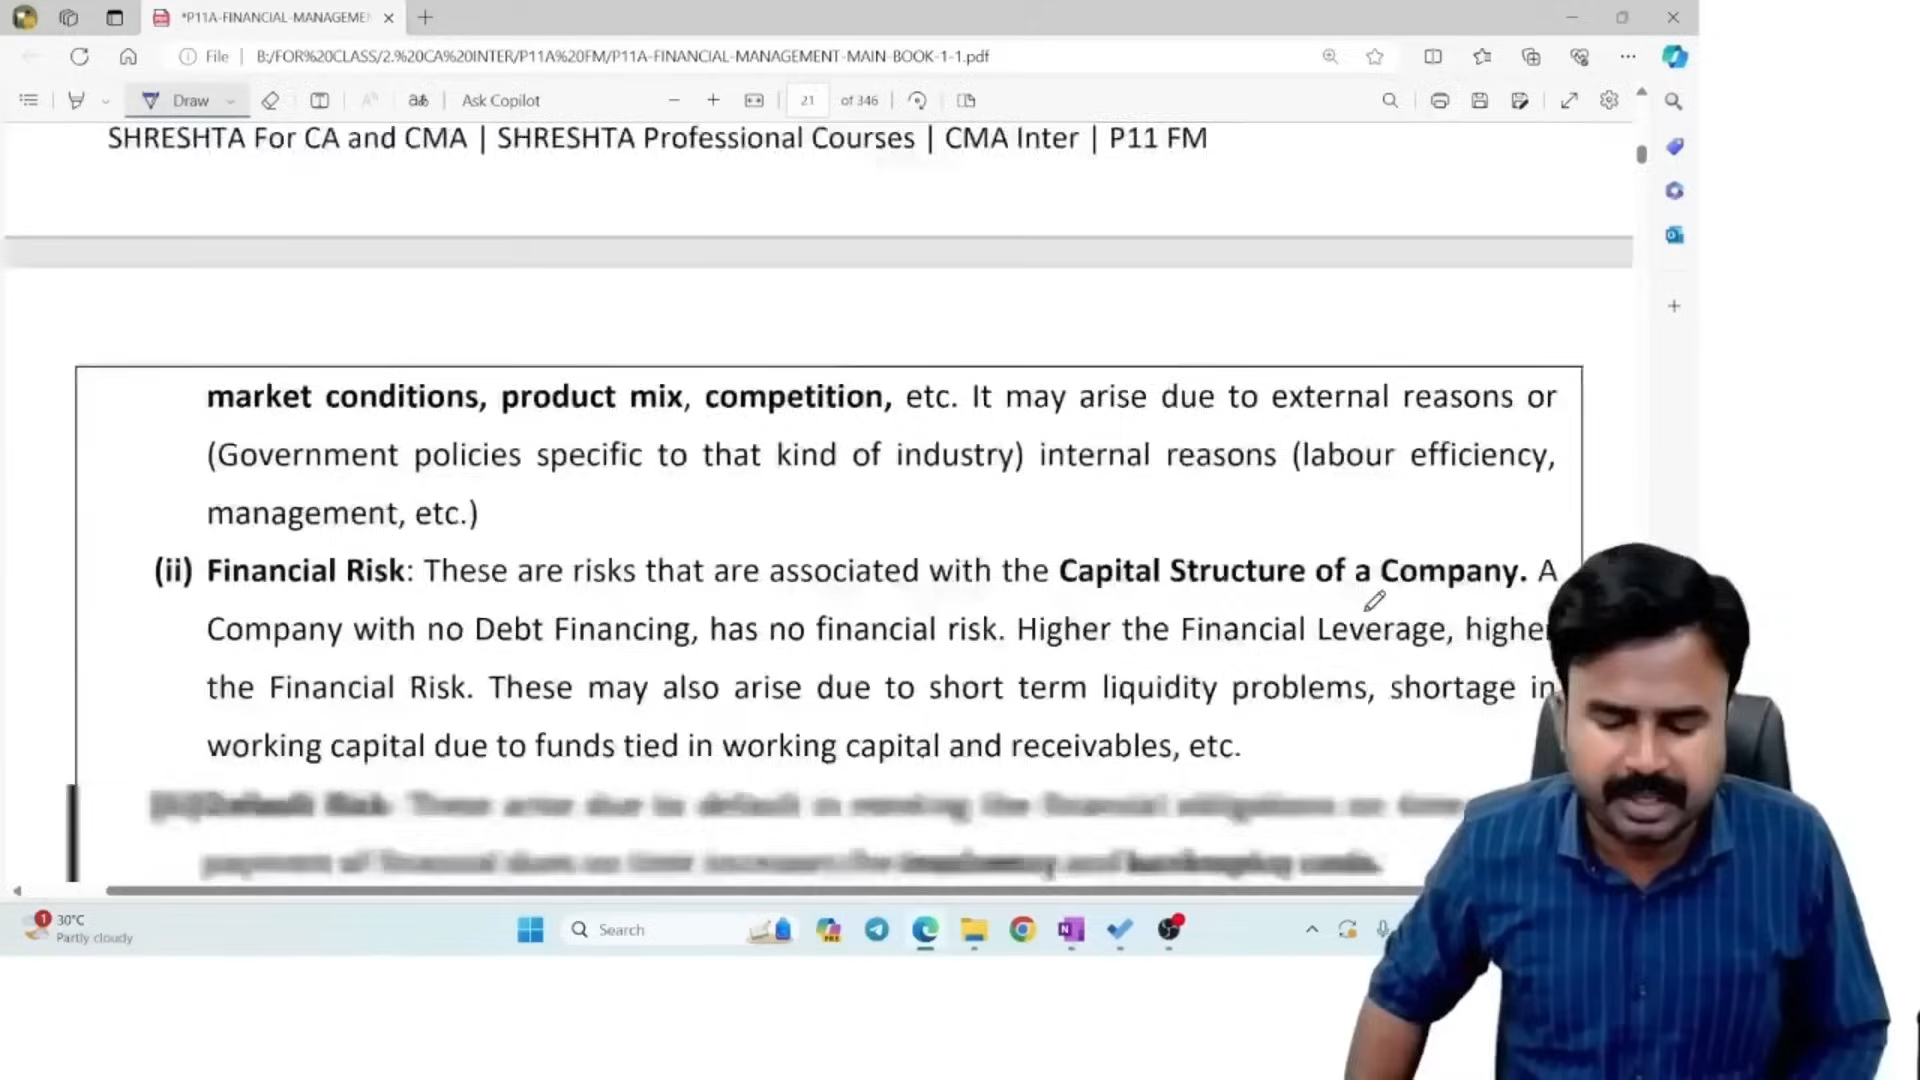 *P11A-FINANCIAL-MANAGEME
File
B:/FOR%20CLASS/2.%20CA%20INTER/P11A%20FM/P11A-FINANCIAL-MANAGEMENT-MAIN-BOOK-1-1.pdf
Draw
Ask Copilot
21
of 346
SHRESHTA For CA and CMA | SHRESHTA Professional Courses | CMA Inter | P11 FM
market conditions, product mix, competition, etc. It may arise due to external reasons or
(Government policies specific to that kind of industry) internal reasons (labour efficiency,
management, etc.)
(ii) Financial Risk: These are risks that are associated with the Capital Structure of a Company. A
Company with no Debt Financing, has no financial risk. Higher the Financial Leverage, higher
the Financial Risk. These may also arise due to short term liquidity problems, shortage in
working capital due to funds tied in working capital and receivables, etc.
1
30°C
Partly cloudy
Search